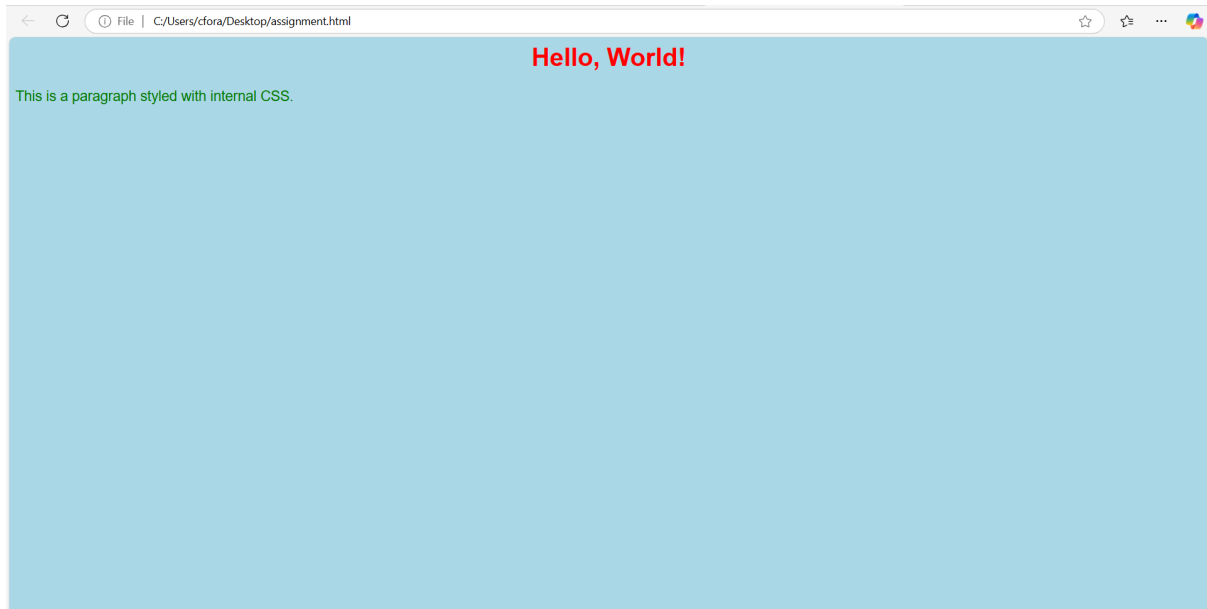 File | C:/Users/cfora/Desktop/assignment.html
Hello, World!
This is a paragraph styled with internal CSS.